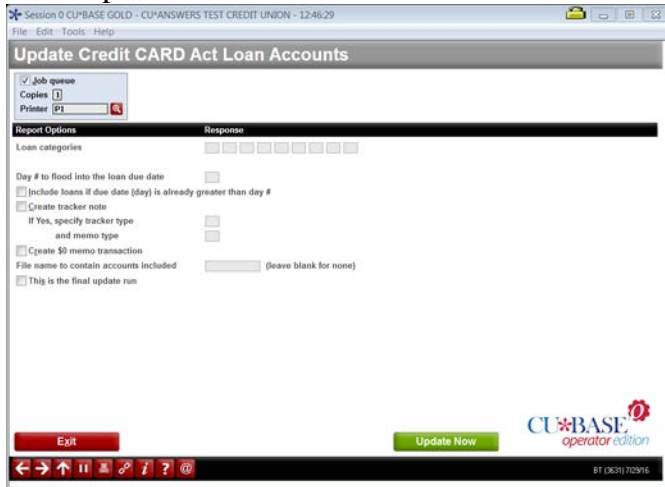 Session 0 CU*BASE GOLD - CU*ANSWERS TEST CREDIT UNION - 12:46:29
File Edit Tools Help
Update Credit CARD Act Loan Accounts
Job queue
Copies 1
Printer P1
Report Options Response
Loan categories
Day # to flood into the loan due date
Include loans if due date (day) is already greater than day #
Create tracker note
If Yes, specify tracker type
and memo type
Create $0 memo transaction
File name to contain accounts included (leave blank for none)
This is the final update run
Exit
Update Now
CU*BASE
operator edition
BT (3631) 7/29/16